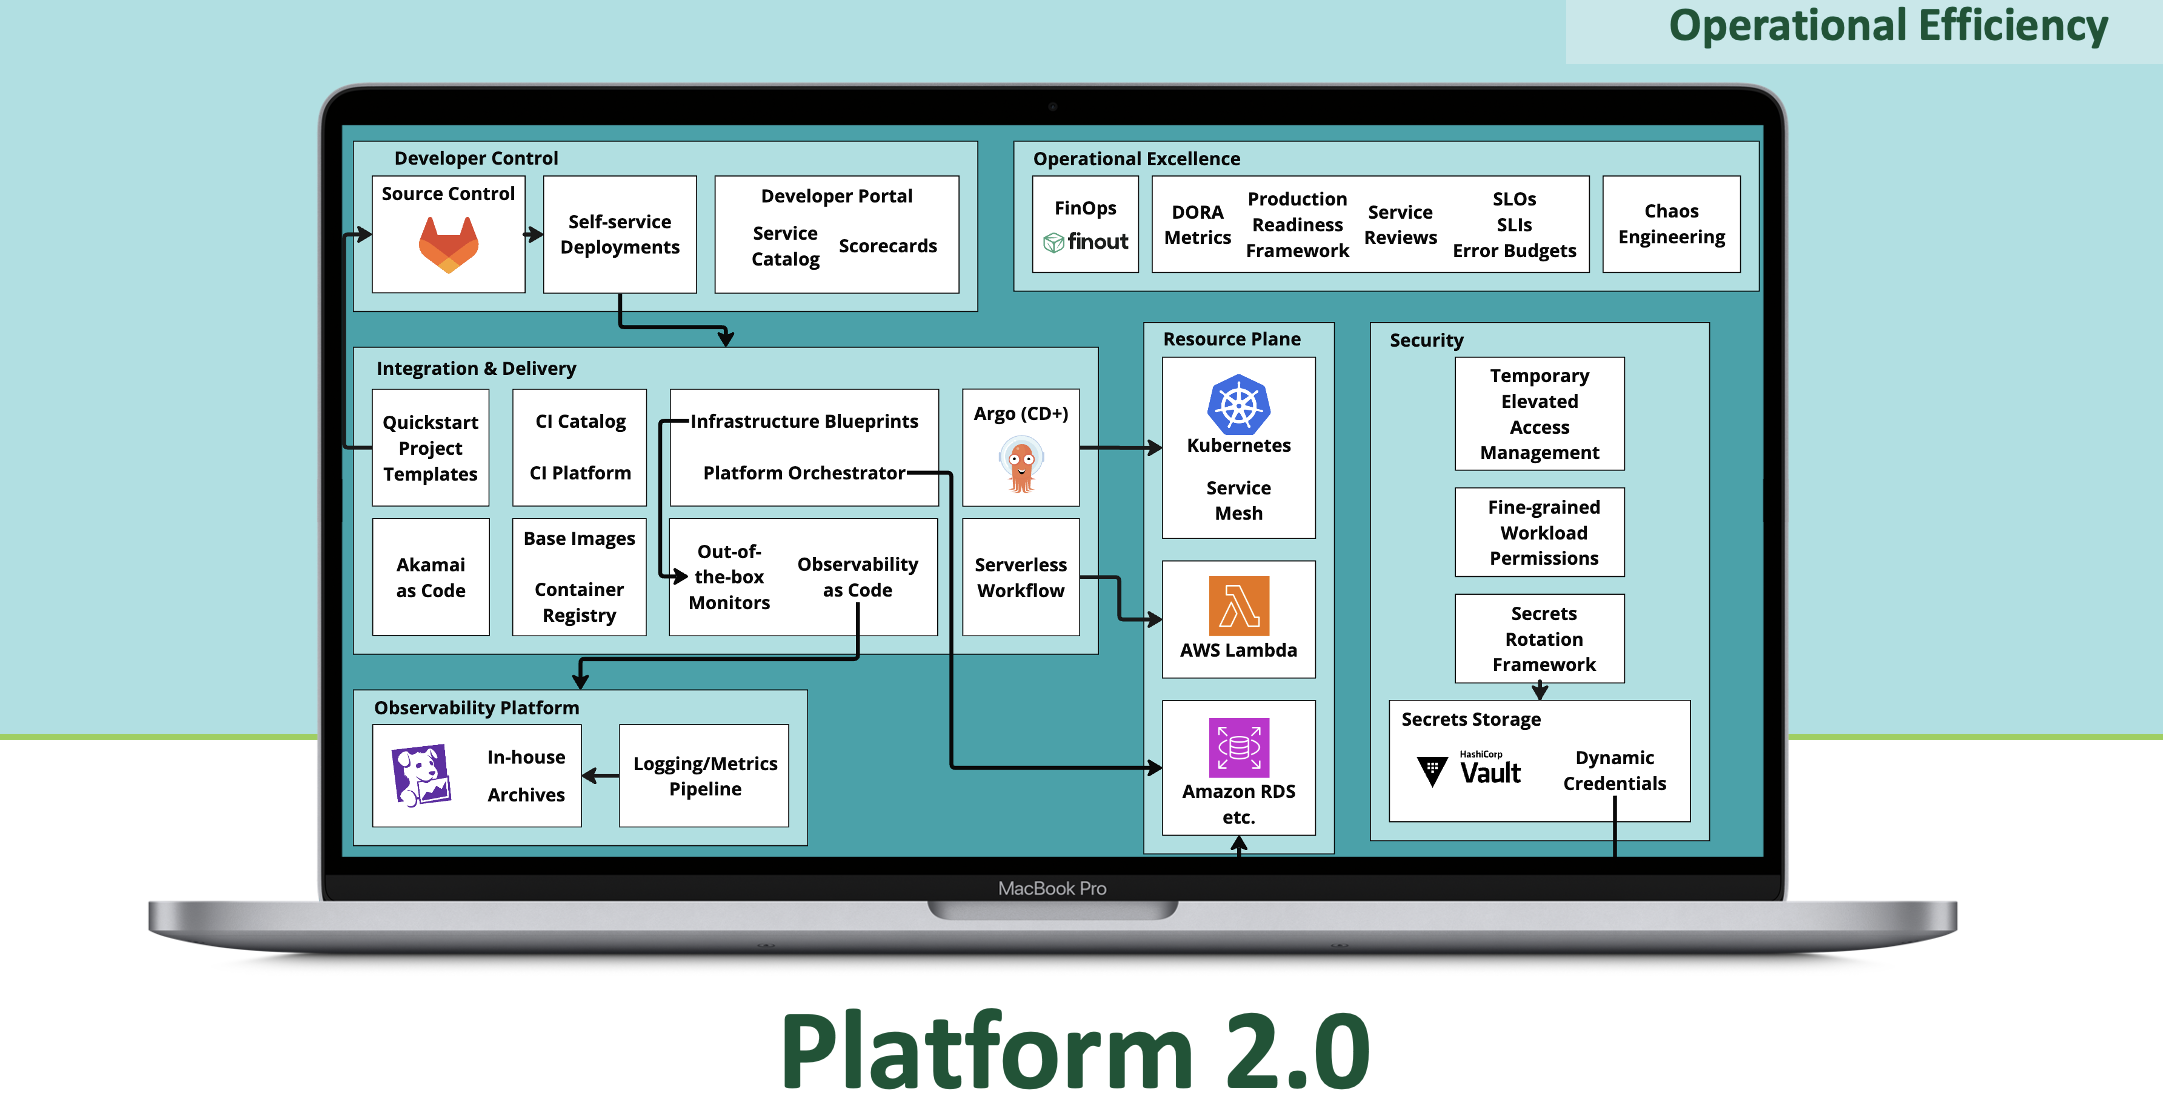 Operational Efficiency
Developer Control
Source Control
Self-service
Deployments
Developer Portal
Service
Catalog
Scorecards
Operational Excellence
FinOps
finout
DORA
Metrics
Production
Readiness
Framework
Service
Reviews
SLOs
SLIs
Error Budgets
Chaos
Engineering
Integration & Delivery
Quickstart
Project
Templates
CI Catalog
CI Platform
Infrastructure Blueprints
Platform Orchestrator
Argo (CD+)
Akamai
as Code
Base Images
Container
Registry
Out-of-
the-box
Monitors
Observability
as Code
Serverless
Workflow
Resource Plane
Kubernetes
Service
Mesh
AWS Lambda
Amazon RDS
etc.
Security
Temporary
Elevated
Access
Management
Fine-grained
Workload
Permissions
Secrets
Rotation
Framework
Secrets Storage
HashiCorp
Vault
Dynamic
Credentials
Observability Platform
In-house
Archives
Logging/Metrics
Pipeline
MacBook Pro
Platform 2.0